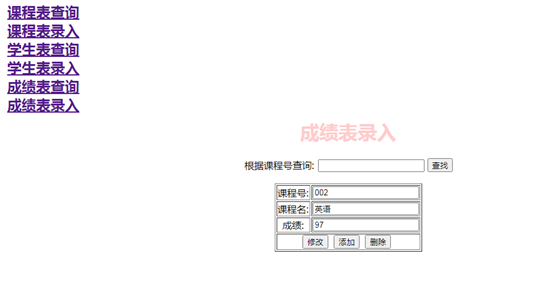 课程表查询
课程表录入
学生表查询
学生表录入
成绩表查询
成绩表录入
成绩表录入
根据课程号查询: 查找
课程号: 002
课程名: 英语
成绩: 97
修改 添加 删除